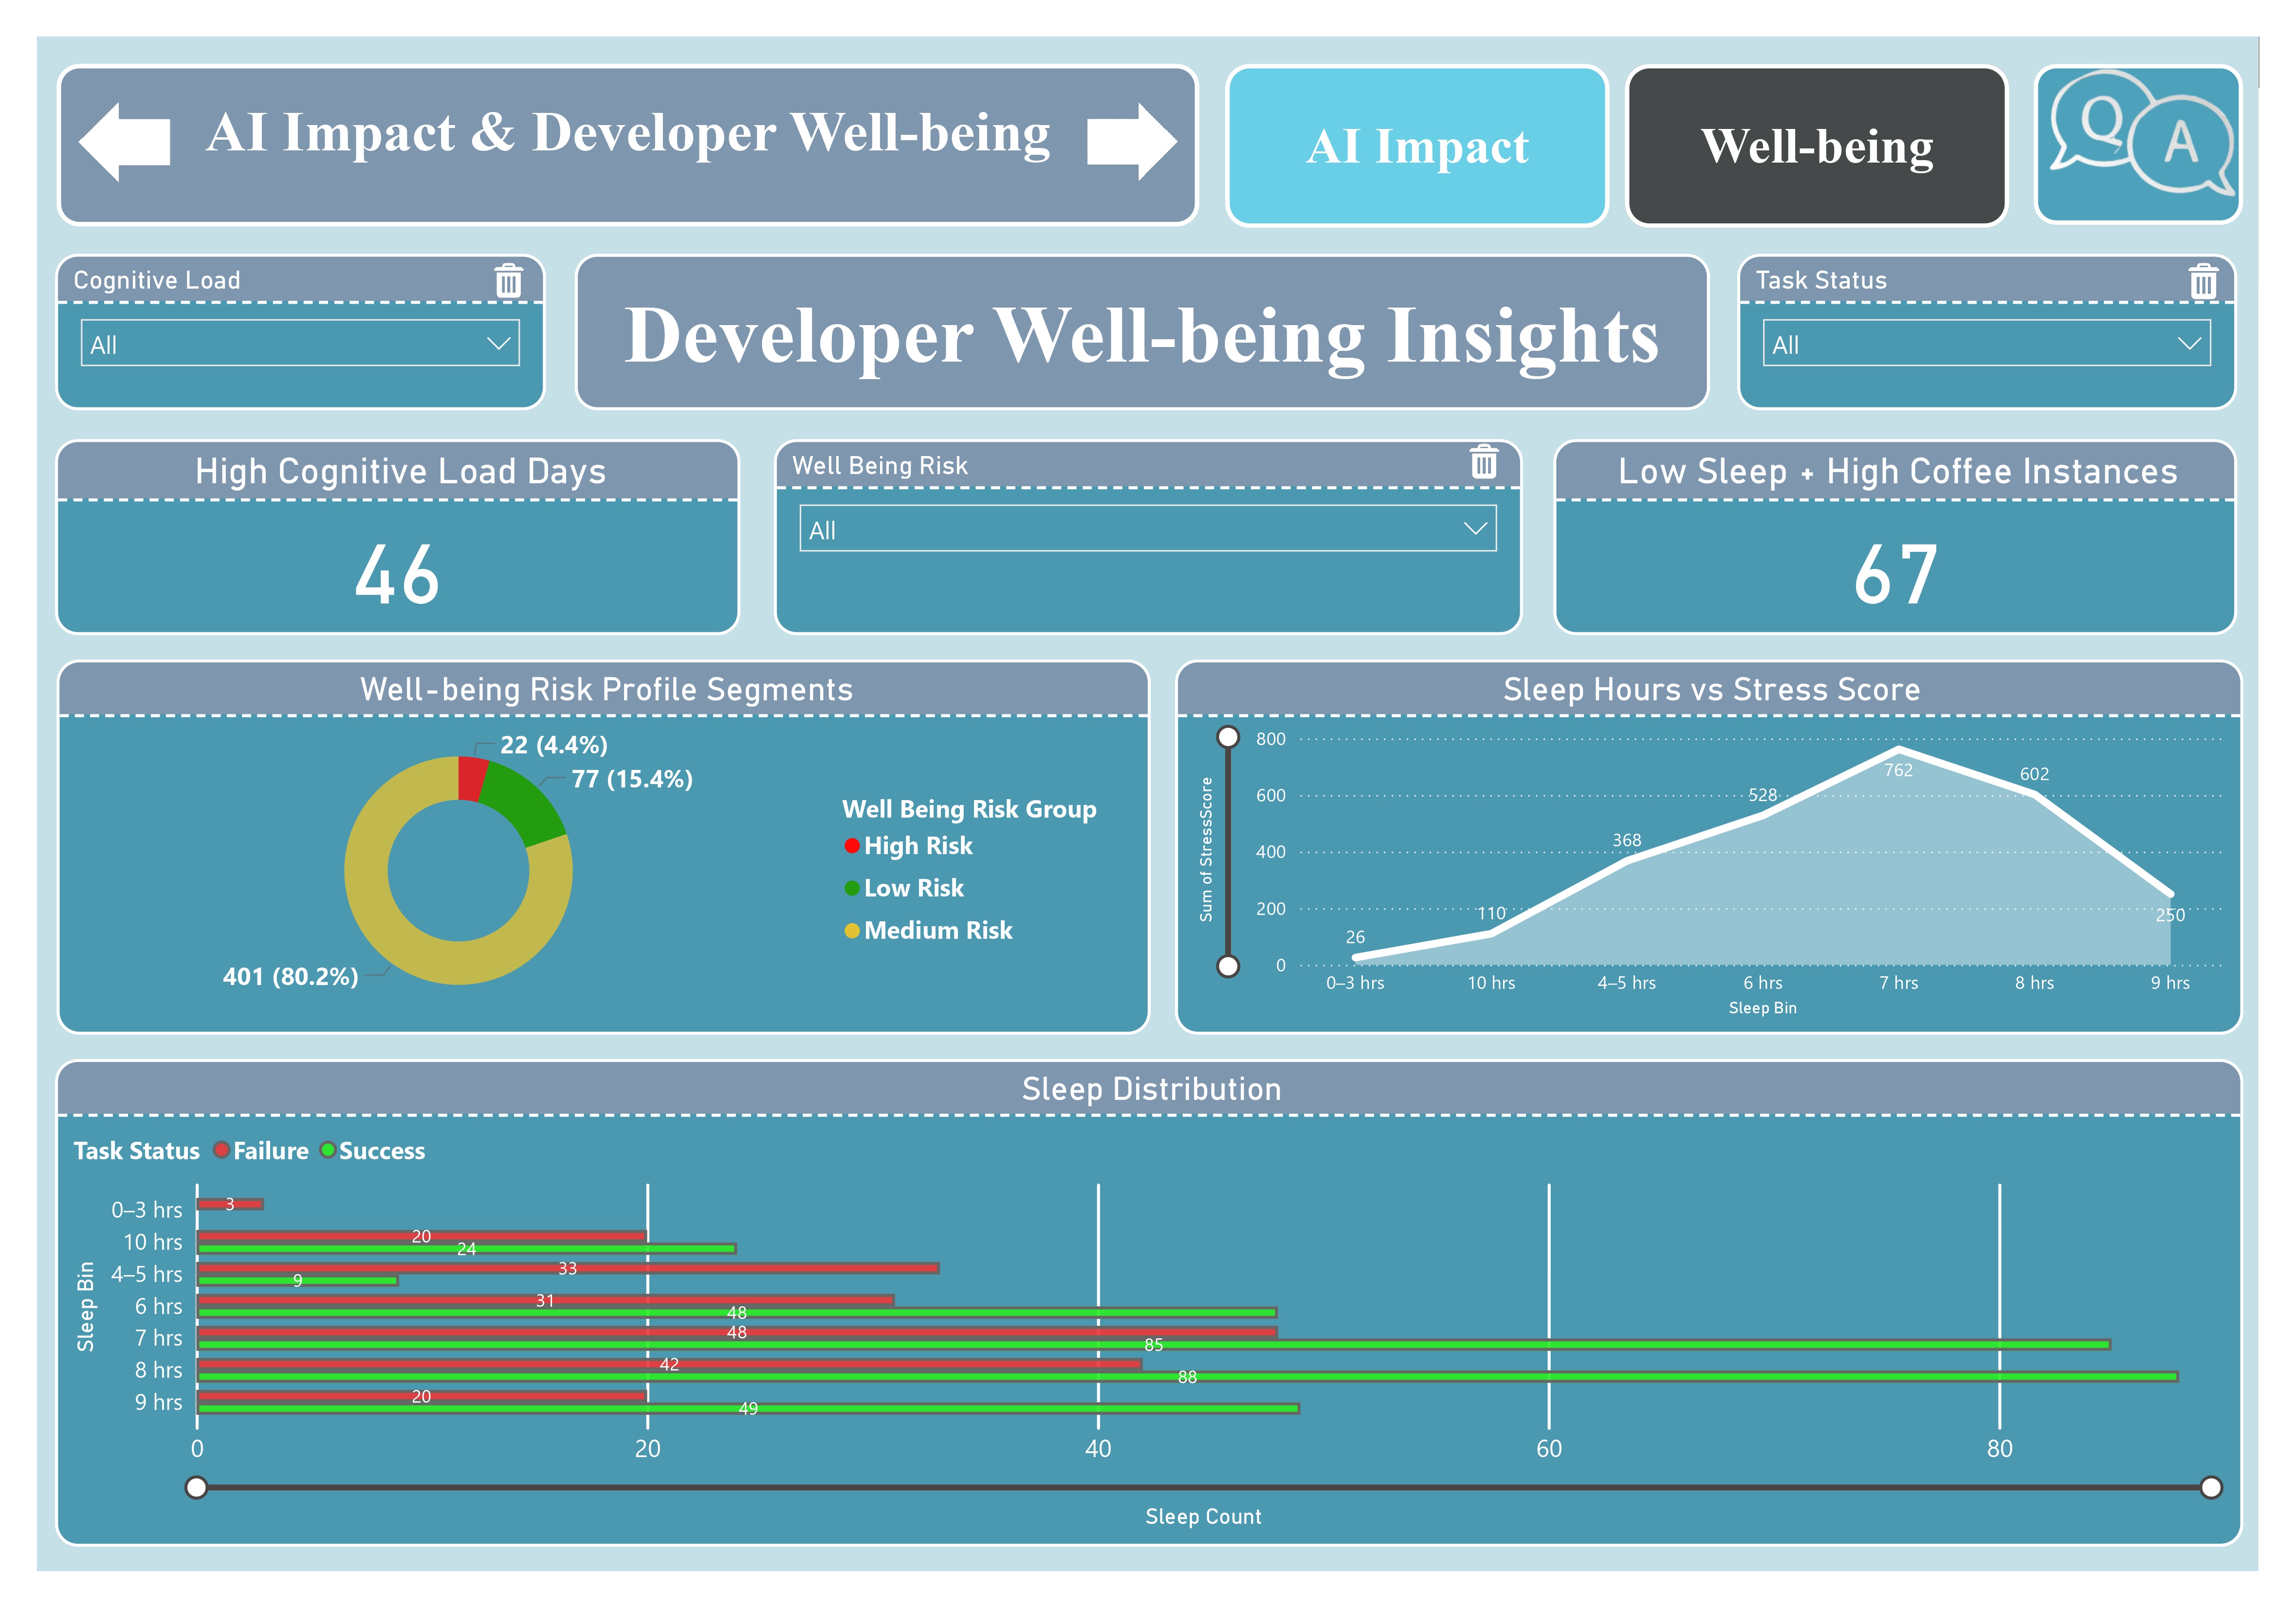 AI Impact & Developer Well-being
AI Impact
Well-being
Q
A
Cognitive Load
All
Developer Well-being Insights
Task Status
All
High Cognitive Load Days
46
Well Being Risk
All
Low Sleep + High Coffee Instances
67
Well-being Risk Profile Segments
22 (4.4%)
77 (15.4%)
401 (80.2%)
Well Being Risk Group
High Risk
Low Risk
Medium Risk
Sleep Hours vs Stress Score
Sum of StressScore
800
600
400
200
0
26
110
368
528
762
602
250
0–3 hrs
10 hrs
4–5 hrs
6 hrs
7 hrs
8 hrs
9 hrs
Sleep Bin
Sleep Distribution
Task Status Failure Success
Sleep Bin
0–3 hrs
3
10 hrs
20
24
4–5 hrs
33
9
6 hrs
31
48
7 hrs
48
85
8 hrs
42
88
9 hrs
20
49
0 20 40 60 80
Sleep Count